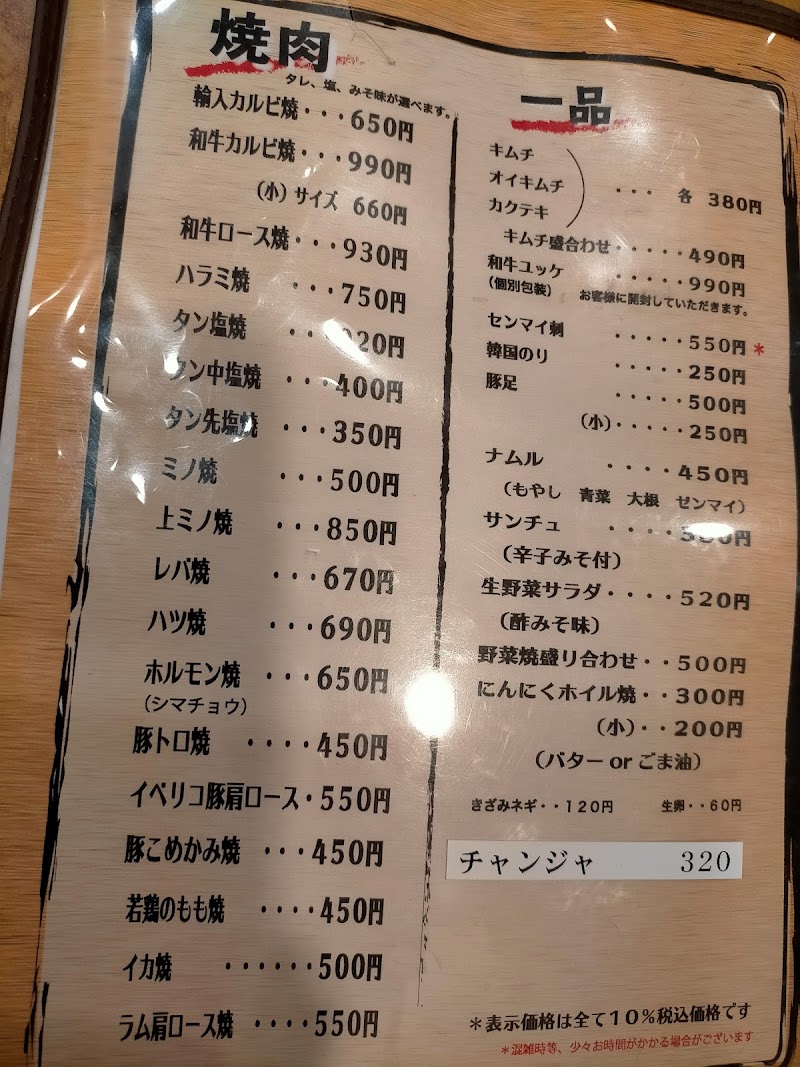 焼肉
タレ、塩、みそ味が選べます。
輸入カルビ焼・・・650円
和牛カルビ焼・・・990円
（小）サイズ 660円
和牛ロース焼・・・930円
ハラミ焼 ・・・750円
タン塩焼 ・・ 20円
タン中塩焼 ・・・400円
タン先塩焼 ・・・350円
ミノ焼 ・・・500円
上ミノ焼 ・・・850円
レバ焼 ・・・670円
ハツ焼 ・・・690円
ホルモン焼 ・・・650円
（シマチョウ）
豚トロ焼 ・・・・450円
イベリコ豚肩ロース・550円
豚こめかみ焼 ・・・450円
若鶏のもも焼 ・・・・450円
イカ焼 ・・・・・・500円
ラム肩ロース焼 ・・・・550円
一品
キムチ
オイキムチ ・・・ 各 380円
カクテキ
キムチ盛合わせ・・・・・490円
和牛ユッケ ・・・・・990円
（個別包装） お客様に開封していただきます。
センマイ刺 ・・・・・550円＊
韓国のり ・・・・・250円
豚足 ・・・・・500円
（小）・・・・・250円
ナムル ・・・・450円
（もやし 青菜 大根 ゼンマイ）
サンチュ ・・・・ 円
（辛子みそ付）
生野菜サラダ・・・・520円
（酢みそ味）
野菜焼盛り合わせ・・500円
にんにくホイル焼・・300円
（小）・・200円
（バター or ごま油）
きざみネギ・・120円 生卵・・60円
チャンジャ 320
＊表示価格は全て10%税込価格です
＊混雑時等、少々お時間がかかる場合がございます